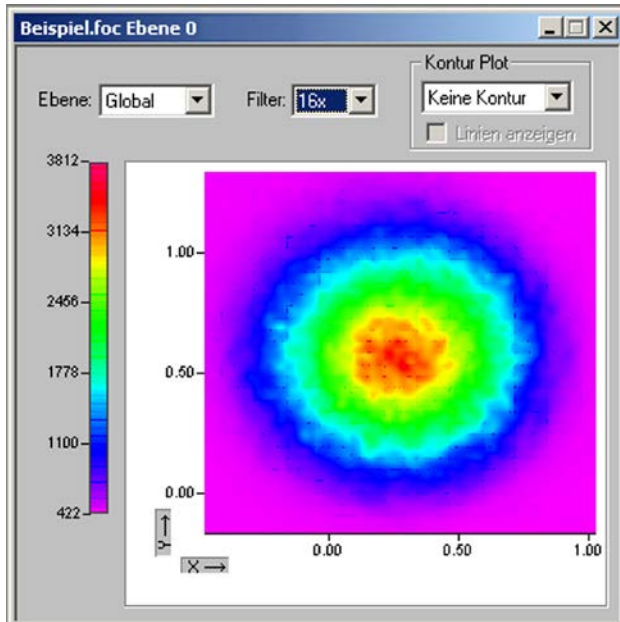 Beispiel.foc Ebene 0
Kontur Plot
Ebene: Global Filter: 16x Keine Kontur
Linien anzeigen
3812
3134
2456
1778
1100
422
1.00
0.50
0.00
Y
X
0.00 0.50 1.00